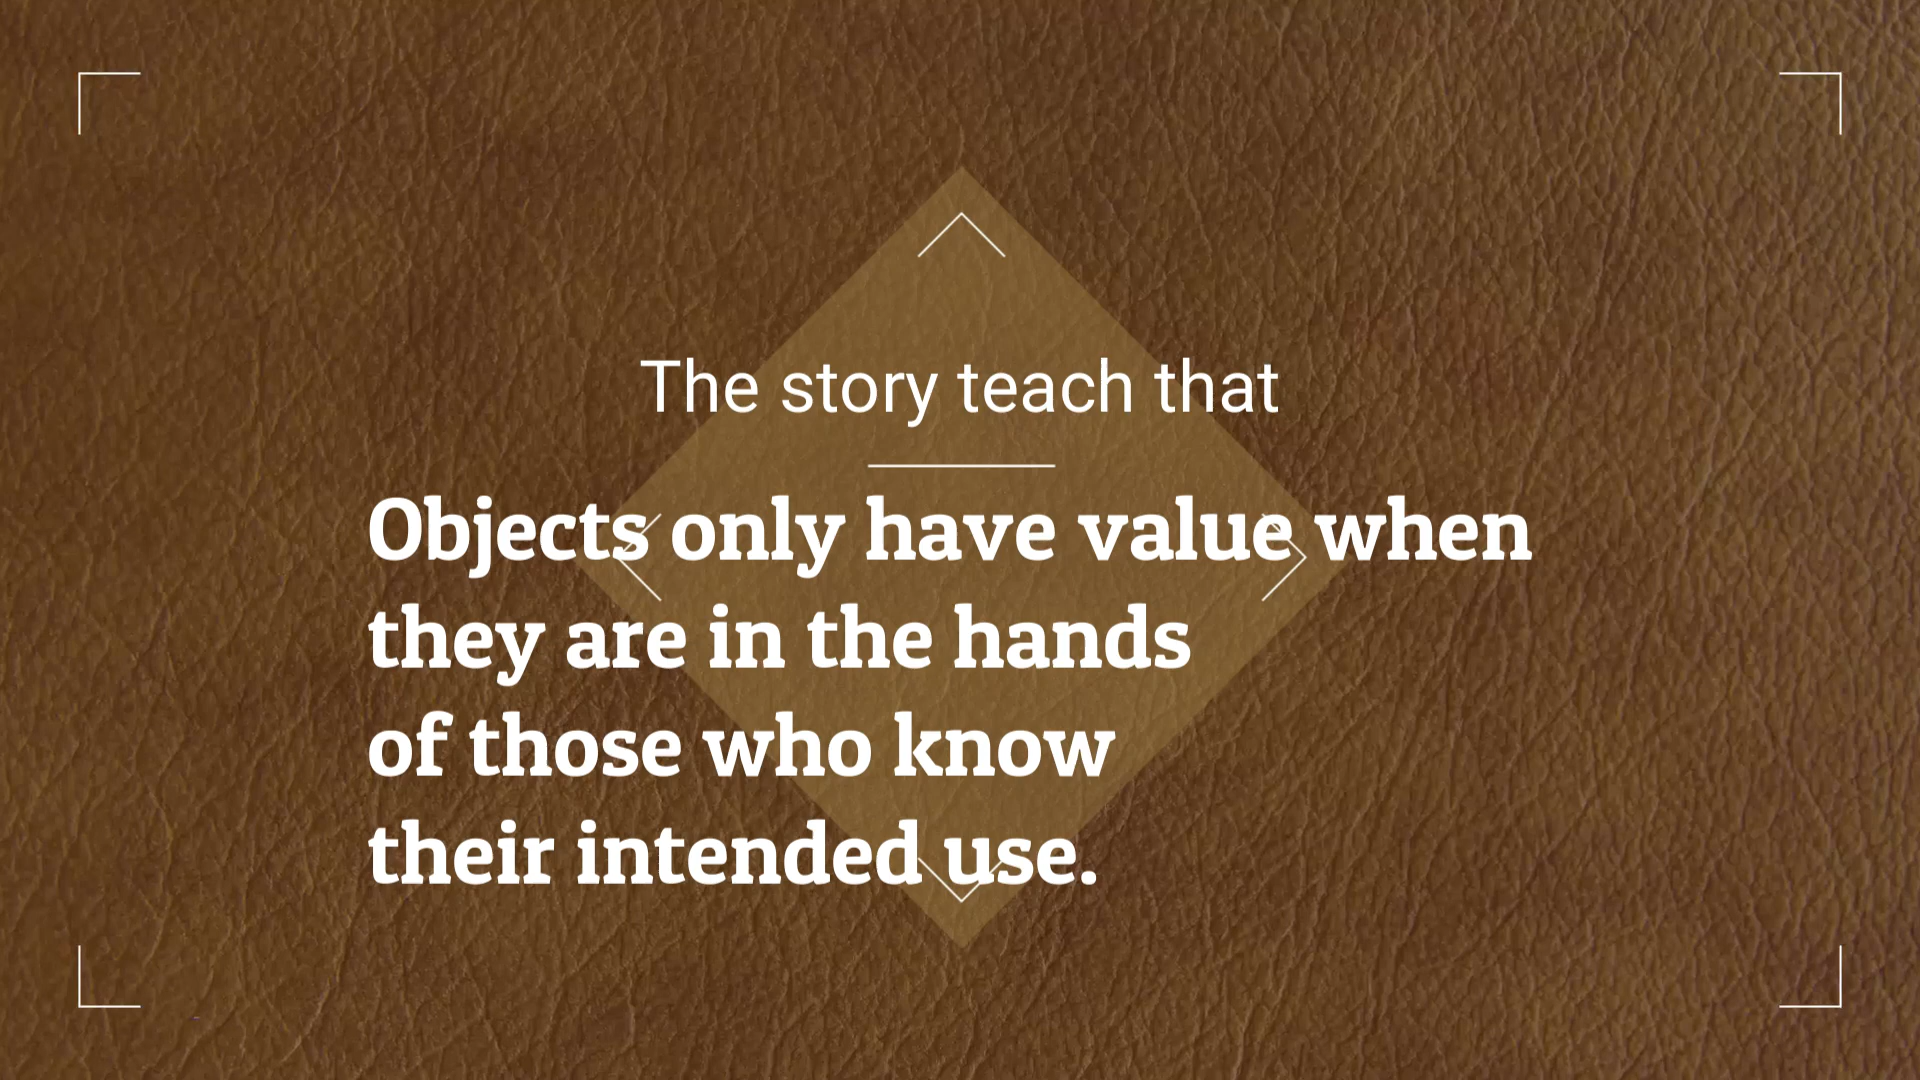 The story teach that
Objects only have value when
they are in the hands
of those who know
their intended use.